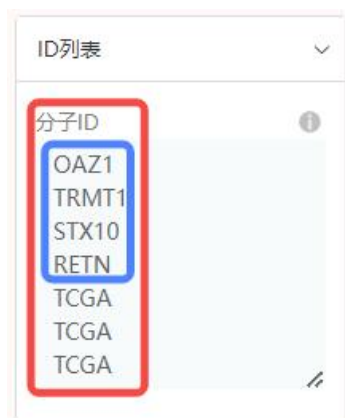 ID列表
分子ID
OAZ1
TRMT1
STX10
RETN
TCGA
TCGA
TCGA